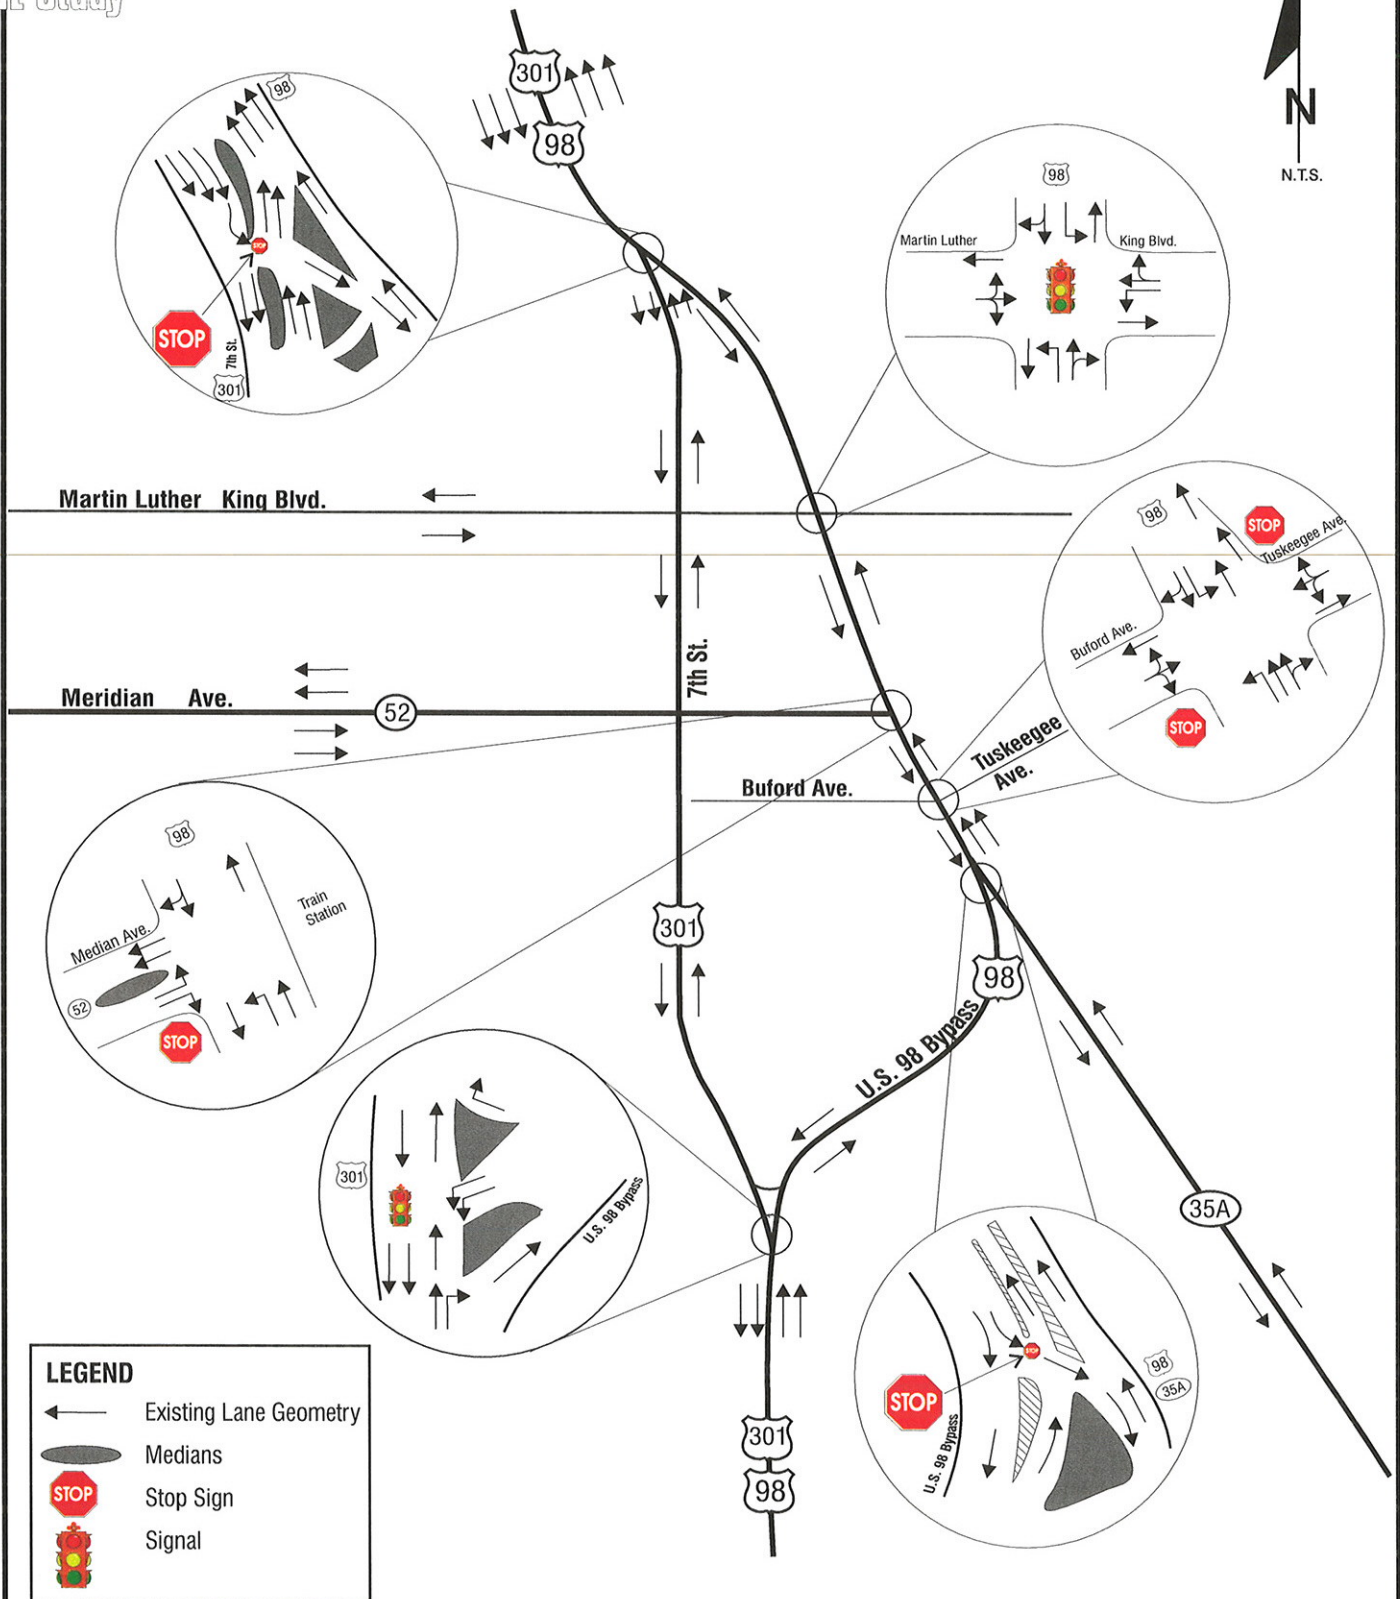 Study
301
98
N
N.T.S.
98
STOP
STOP
7th St.
301
98
Martin Luther King Blvd.
Martin Luther King Blvd.
98
STOP
Tuskeegee Ave.
Buford Ave.
STOP
7th St.
Meridian Ave.
52
Tuskeegee
Ave.
Buford Ave.
98
Train
Station
Median Ave.
52
STOP
301
98
U.S. 98 Bypass
301
U.S. 98 Bypass
35A
STOP
STOP
98
35A
U.S. 98 Bypass
301
98
LEGEND
Existing Lane Geometry
Medians
STOP
Stop Sign
Signal